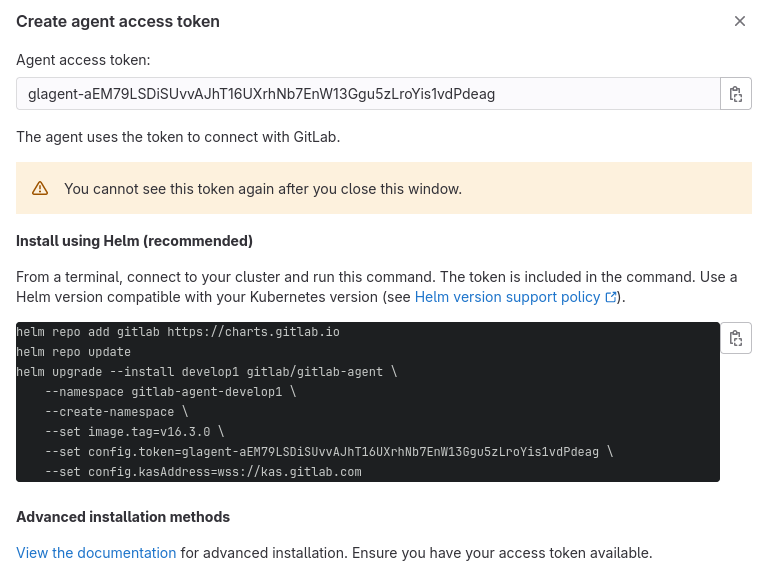 Create agent access token
Agent access token:
glagent-aEM79LSDiSUvvAJhT16UXrhNb7EnW13Ggu5zLroYis1vdPdeag
The agent uses the token to connect with GitLab.
You cannot see this token again after you close this window.
Install using Helm (recommended)
From a terminal, connect to your cluster and run this command. The token is included in the command. Use a
Helm version compatible with your Kubernetes version (see Helm version support policy).
helm repo add gitlab https://charts.gitlab.io
helm repo update
helm upgrade --install develop1 gitlab/gitlab-agent \
    --namespace gitlab-agent-develop1 \
    --create-namespace \
    --set image.tag=v16.3.0 \
    --set config.token=glagent-aEM79LSDiSUvvAJhT16UXrhNb7EnW13Ggu5zLroYis1vdPdeag \
    --set config.kasAddress=wss://kas.gitlab.com
Advanced installation methods
View the documentation for advanced installation. Ensure you have your access token available.